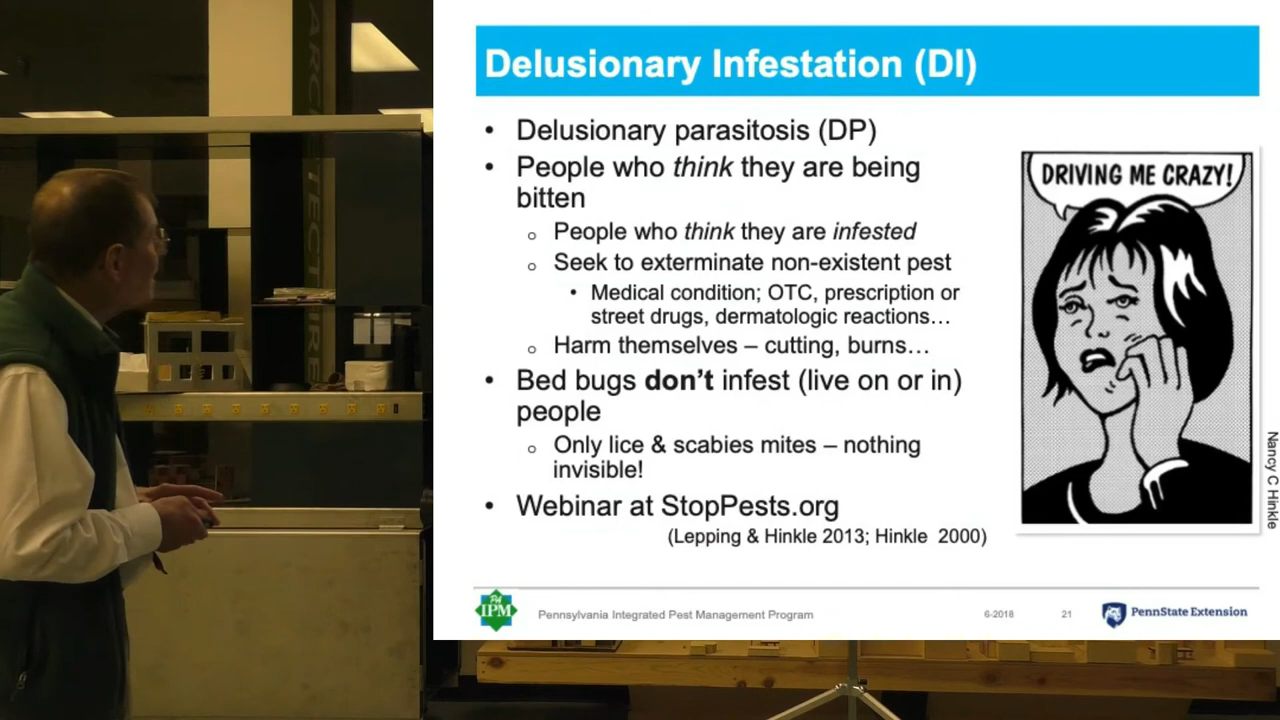 ARCHITECTURE
Delusionary Infestation (DI)
• Delusionary parasitosis (DP)
• People who think they are being
bitten
o People who think they are infested
o Seek to exterminate non-existent pest
• Medical condition; OTC, prescription or
street drugs, dermatologic reactions…
o Harm themselves – cutting, burns…
• Bed bugs don't infest (live on or in)
people
o Only lice & scabies mites – nothing
invisible!
• Webinar at StopPests.org
(Lepping & Hinkle 2013; Hinkle 2000)
DRIVING ME CRAZY!
Nancy C Hinkle
PA
IPM
Pennsylvania Integrated Pest Management Program
6-2018
21
PennState Extension